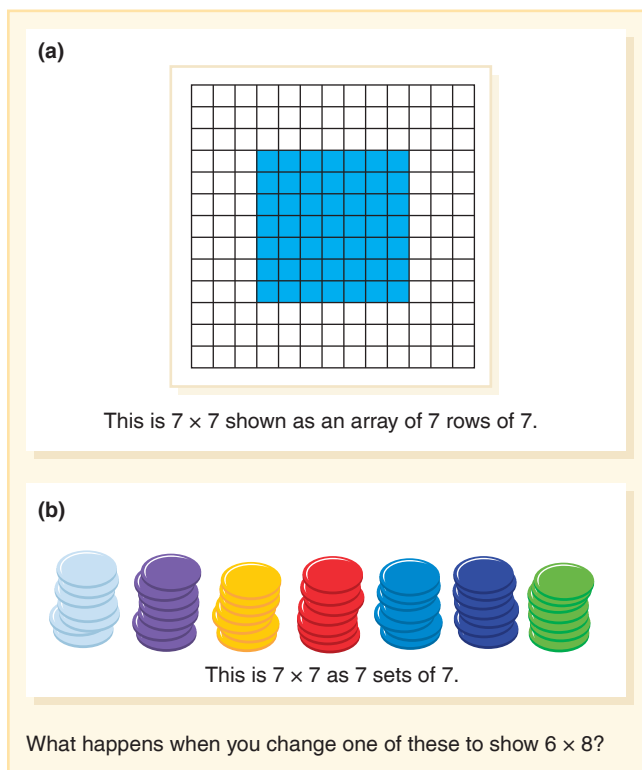 (a)
This is 7 × 7 shown as an array of 7 rows of 7.
(b)
This is 7 × 7 as 7 sets of 7.
What happens when you change one of these to show 6 × 8?